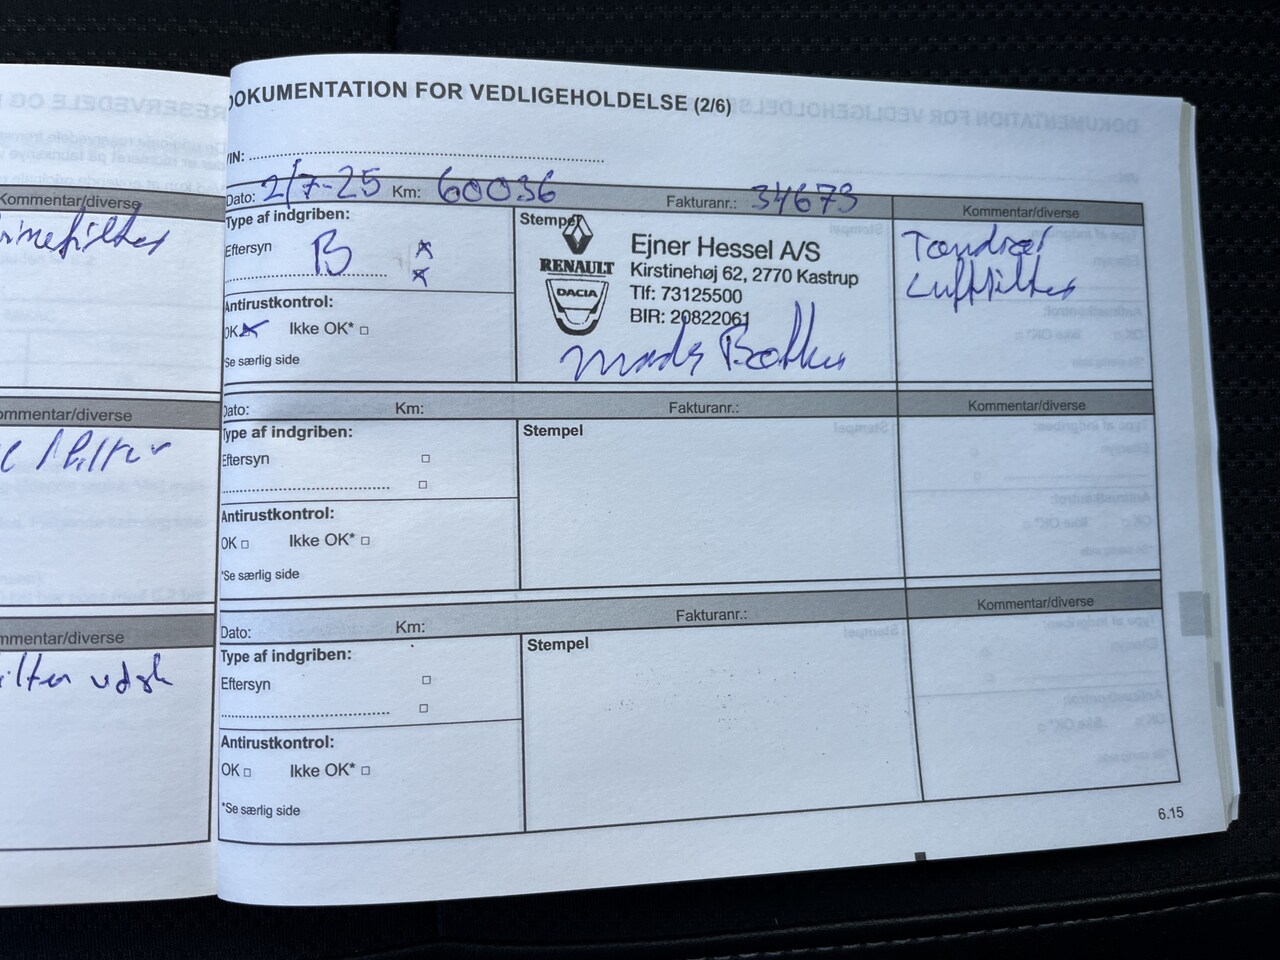 Kommentar/diverse
ommentar/diverse
mmentar/diverse
DOKUMENTATION FOR VEDLIGEHOLDELSE (2/6)
VIN:
Dato: 2/7-25 Km: 60036 Fakturanr.: 34673 Kommentar/diverse
Type af indgriben:
Eftersyn B
Antirustkontrol:
OK Ikke OK* □
Se særlig side
Stempel
RENAULT
DACIA
Ejner Hessel A/S
Kirstinehøj 62, 2770 Kastrup
Tlf: 73125500
BIR: 20822061
Tændrør
Luftfilter
Dato: Km: Fakturanr.: Kommentar/diverse
Type af indgriben:
Eftersyn □
□
Antirustkontrol:
OK □ Ikke OK* □
*Se særlig side
Stempel
Dato: Km: Fakturanr.: Kommentar/diverse
Type af indgriben:
Eftersyn □
□
Antirustkontrol:
OK □ Ikke OK* □
*Se særlig side
Stempel
6.15